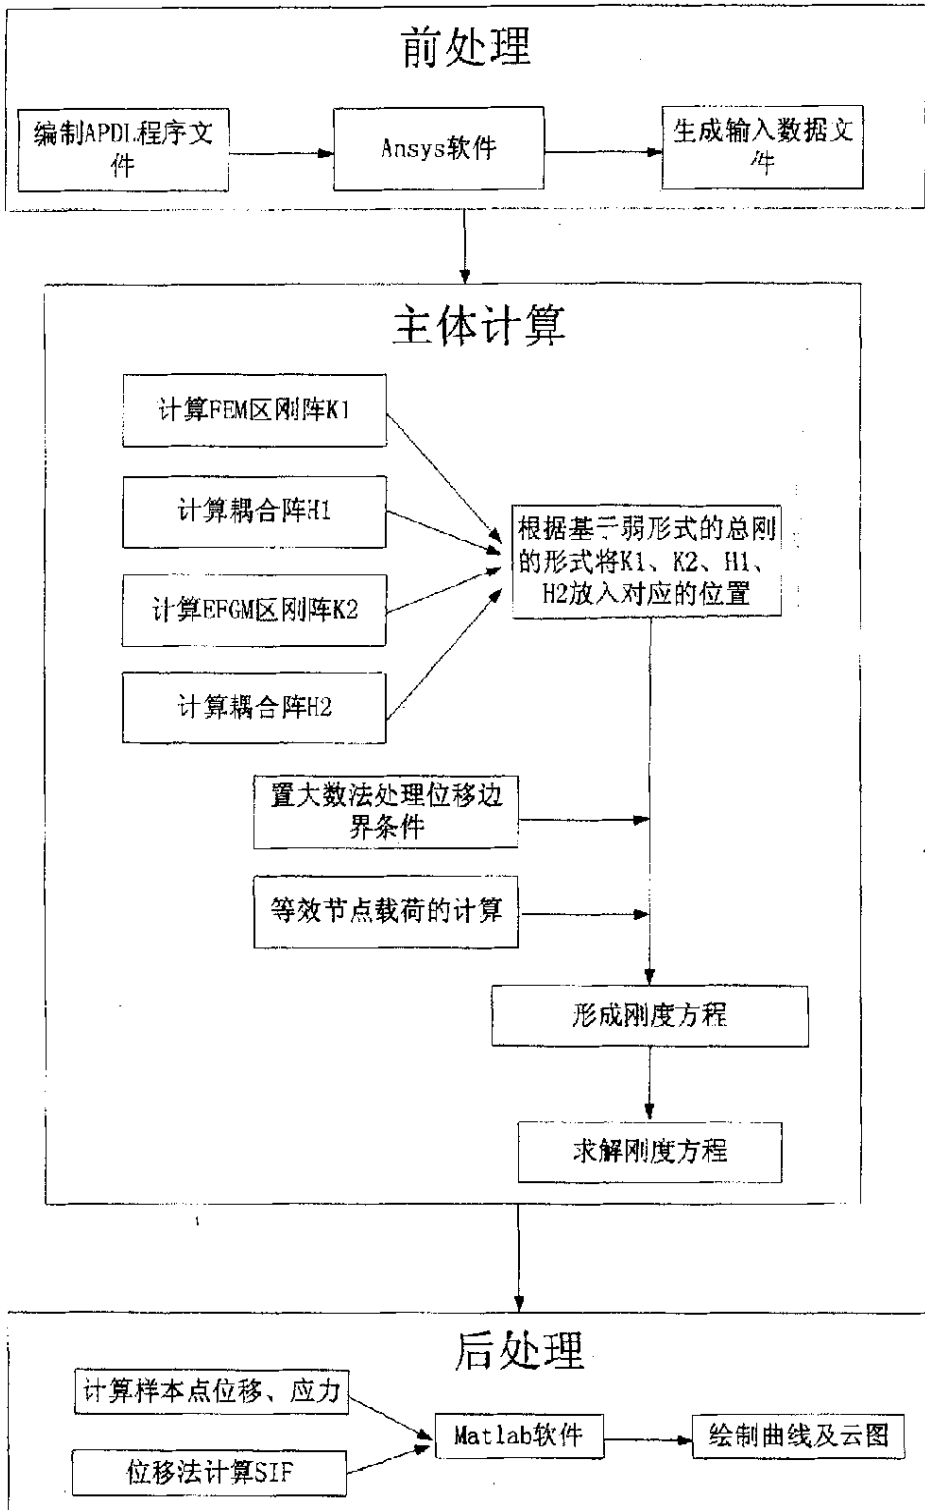 前处理
编制APDL程序文
件
Ansys软件
生成输入数据文
件
主体计算
计算FEM区刚阵K1
计算耦合阵H1
计算EFGM区刚阵K2
计算耦合阵H2
根据基于弱形式的总刚
的形式将K1、K2、H1、
H2放入对应的位置
置大数法处理位移边
界条件
等效节点载荷的计算
形成刚度方程
求解刚度方程
后处理
计算样本点位移、应力
位移法计算SIF
Matlab软件
绘制曲线及云图